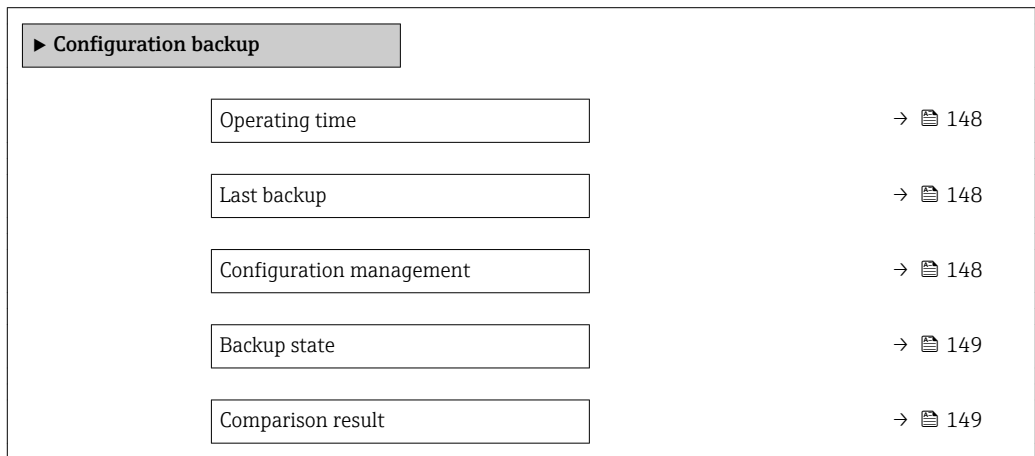 ► Configuration backup
Operating time → 148
Last backup → 148
Configuration management → 148
Backup state → 149
Comparison result → 149